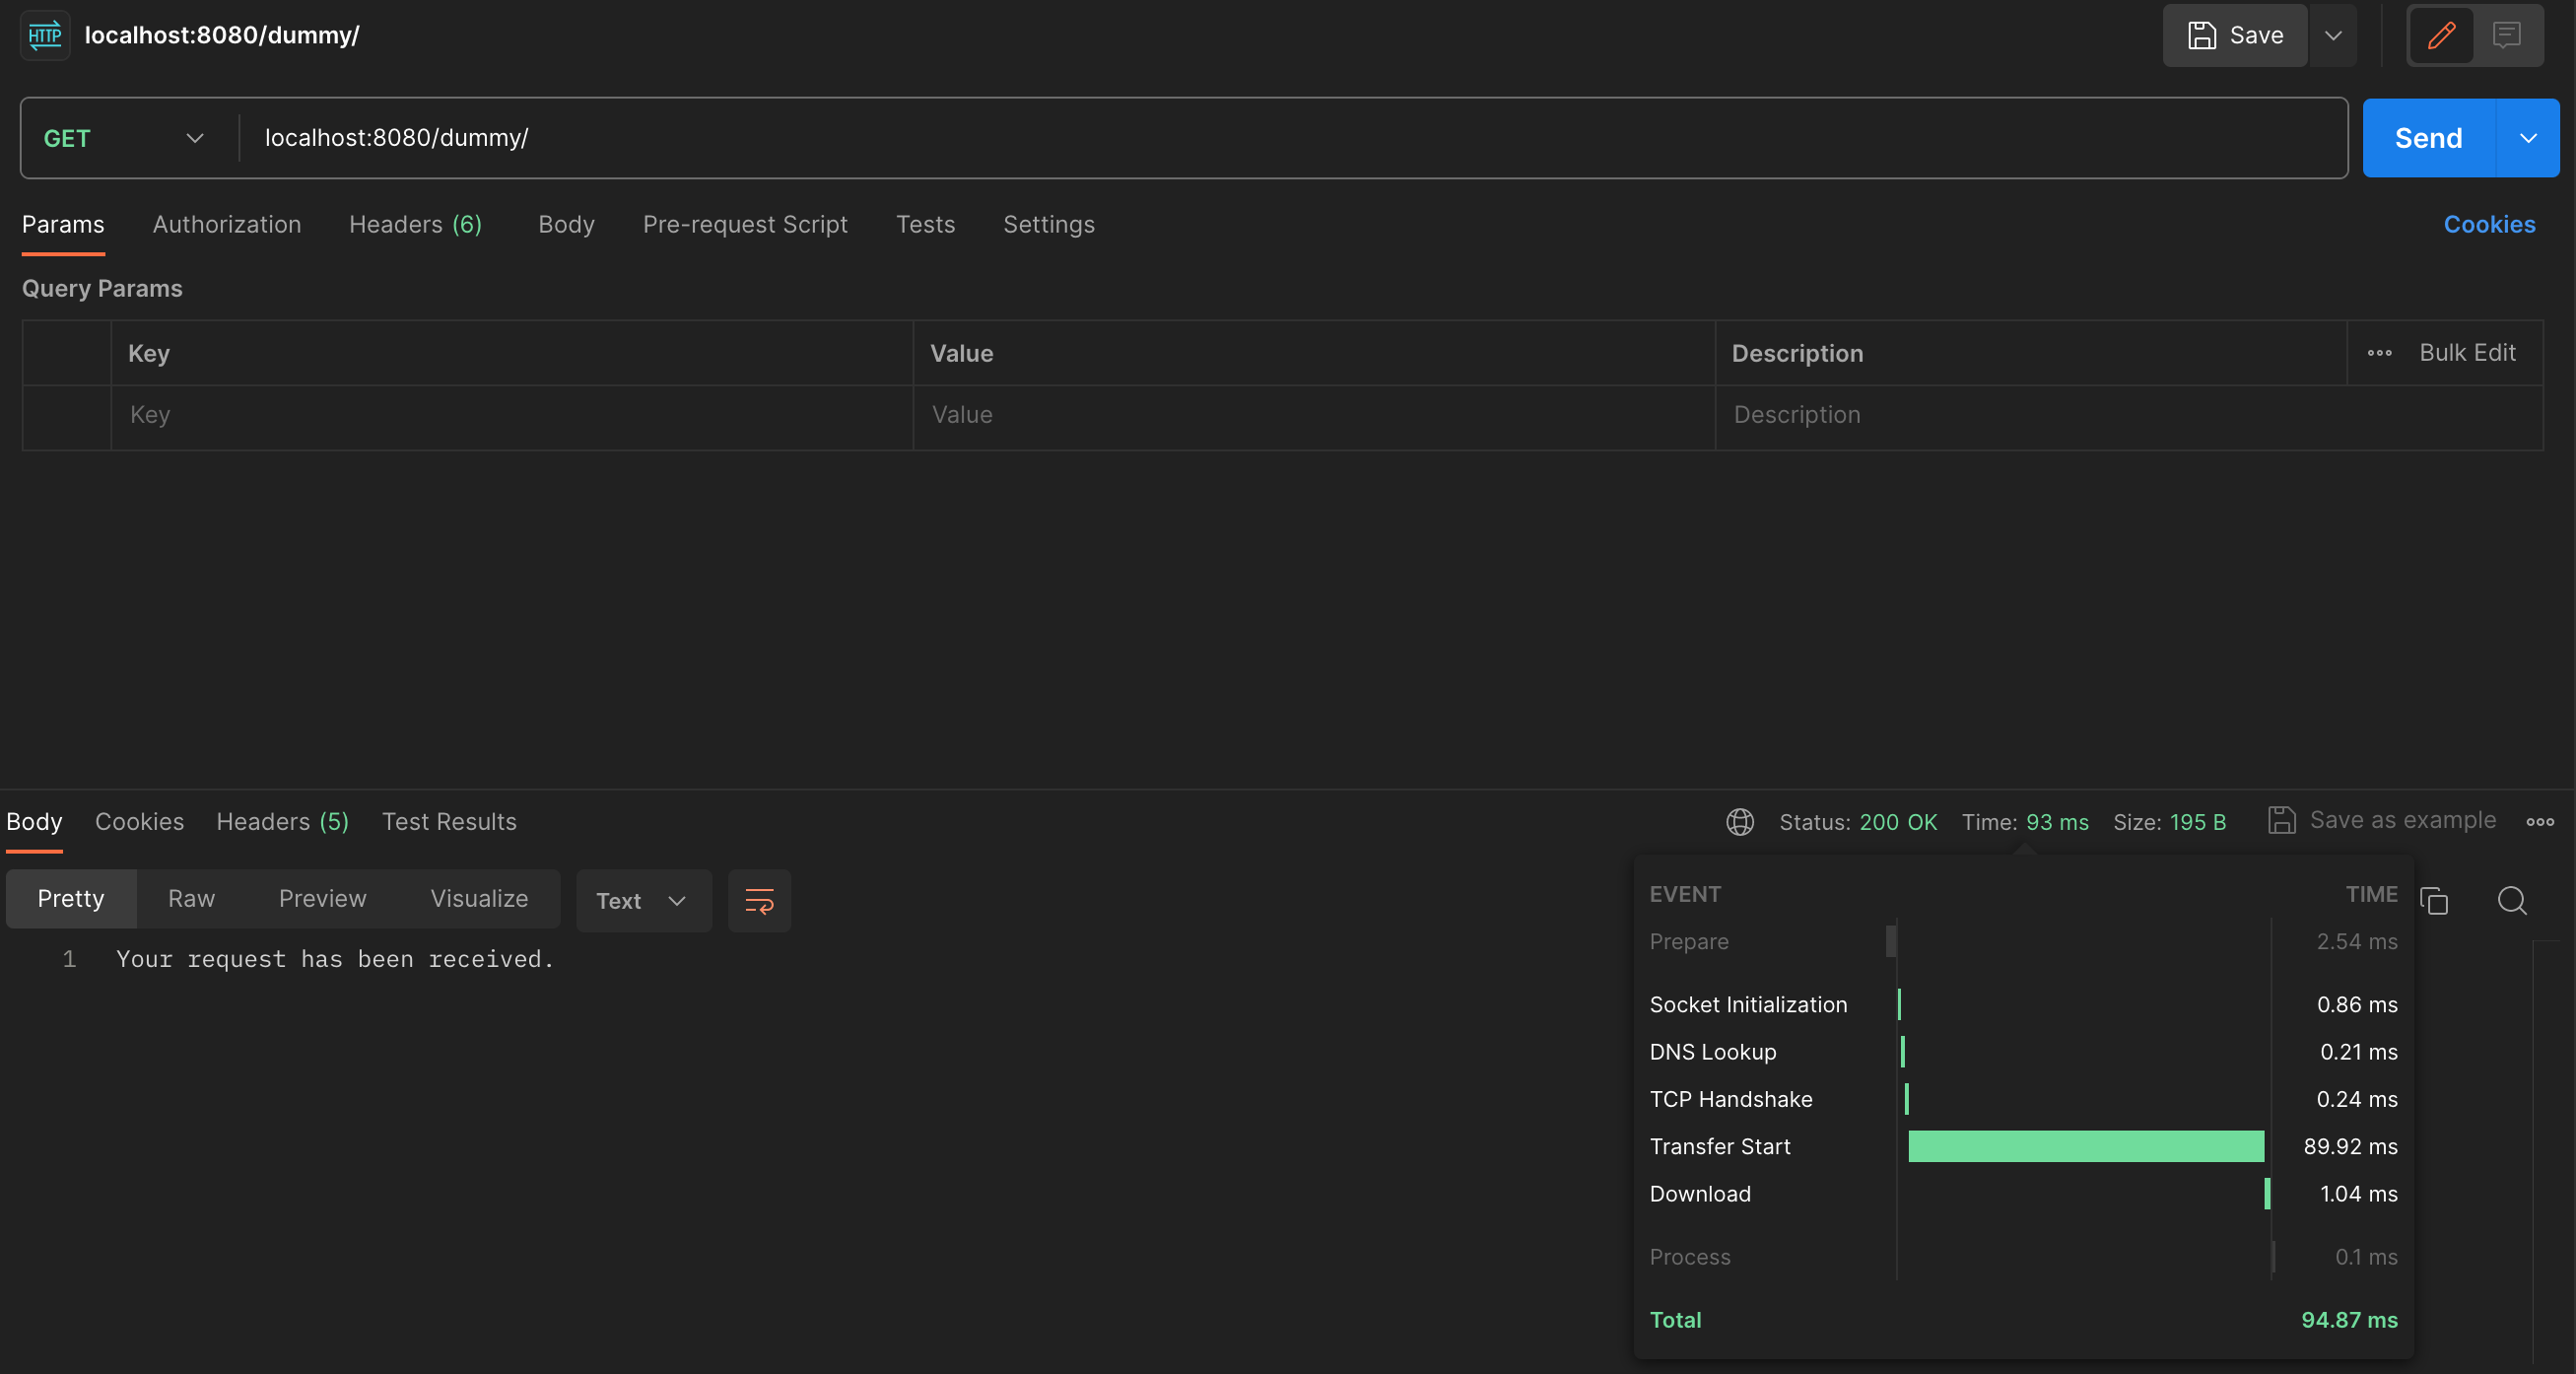 HTTP localhost:8080/dummy/ Save
GET localhost:8080/dummy/ Send
Params Authorization Headers (6) Body Pre-request Script Tests Settings Cookies
Query Params
Key Value Description Bulk Edit
Key Value Description
Body Cookies Headers (5) Test Results Status: 200 OK Time: 93 ms Size: 195 B Save as example
Pretty Raw Preview Visualize Text
1 Your request has been received.
EVENT TIME
Prepare 2.54 ms
Socket Initialization 0.86 ms
DNS Lookup 0.21 ms
TCP Handshake 0.24 ms
Transfer Start 89.92 ms
Download 1.04 ms
Process 0.1 ms
Total 94.87 ms